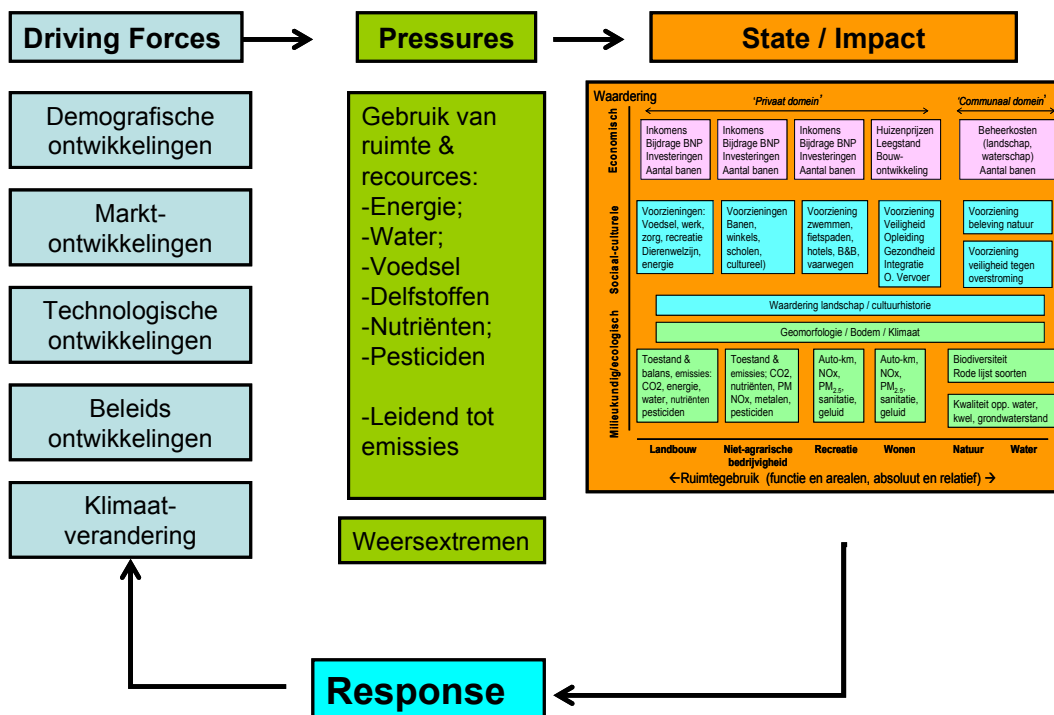 Driving Forces
Pressures
State / Impact
Demografische
ontwikkelingen
Markt-
ontwikkelingen
Technologische
ontwikkelingen
Beleids
ontwikkelingen
Klimaat-
verandering
Gebruik van
ruimte &
recources:
-Energie;
-Water;
-Voedsel
-Delfstoffen
-Nutriënten;
-Pesticiden
-Leidend tot
emissies
Weersextremen
Waardering
'Privaat domein'
'Communaal domein'
Economisch
Inkomens
Bijdrage BNP
Investeringen
Aantal banen
Inkomens
Bijdrage BNP
Investeringen
Aantal banen
Inkomens
Bijdrage BNP
Investeringen
Aantal banen
Huizenprijzen
Leegstand
Bouw-
ontwikkeling
Beheerkosten
(landschap,
waterschap)
Aantal banen
Sociaal-culturele
Voorzieningen:
Voedsel, werk,
zorg, recreatie
Dierenwelzijn,
energie
Voorzieningen
Banen,
winkels,
scholen,
cultureel)
Voorziening
zwemmen,
fietspaden,
hotels, B&B,
vaarwegen
Voorziening
Veiligheid
Opleiding
Gezondheid
Integratie
O. Vervoer
Voorziening
beleving natuur
Voorziening
veiligheid tegen
overstroming
Waardering landschap / cultuurhistorie
Geomorfologie / Bodem / Klimaat
Milieukundig/ecologisch
Toestand &
balans, emissies:
CO2, energie,
water, nutriënten
pesticiden
Toestand &
emissies; CO2,
nutriënten, PM
NOx, metalen,
pesticiden
Auto-km,
NOx,
PM2.5,
sanitatie,
geluid
Auto-km,
NOx,
PM2.5,
sanitatie,
geluid
Biodiversiteit
Rode lijst soorten
Kwaliteit opp. water,
kwel, grondwaterstand
Landbouw
Niet-agrarische
bedrijvigheid
Recreatie
Wonen
Natuur
Water
←Ruimtegebruik (functie en arealen, absoluut en relatief) →
Response